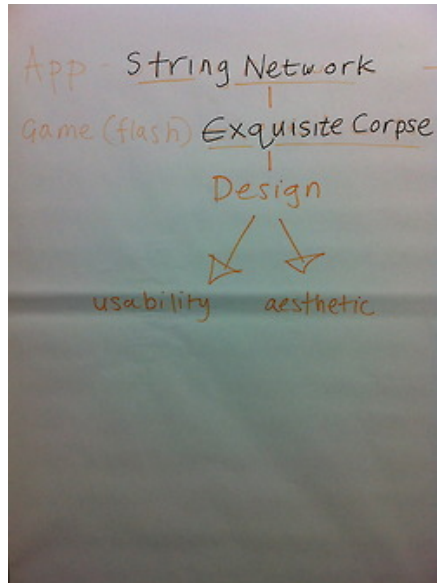 App - String Network -
Game (flash) Exquisite Corpse
Design
usability aesthetic